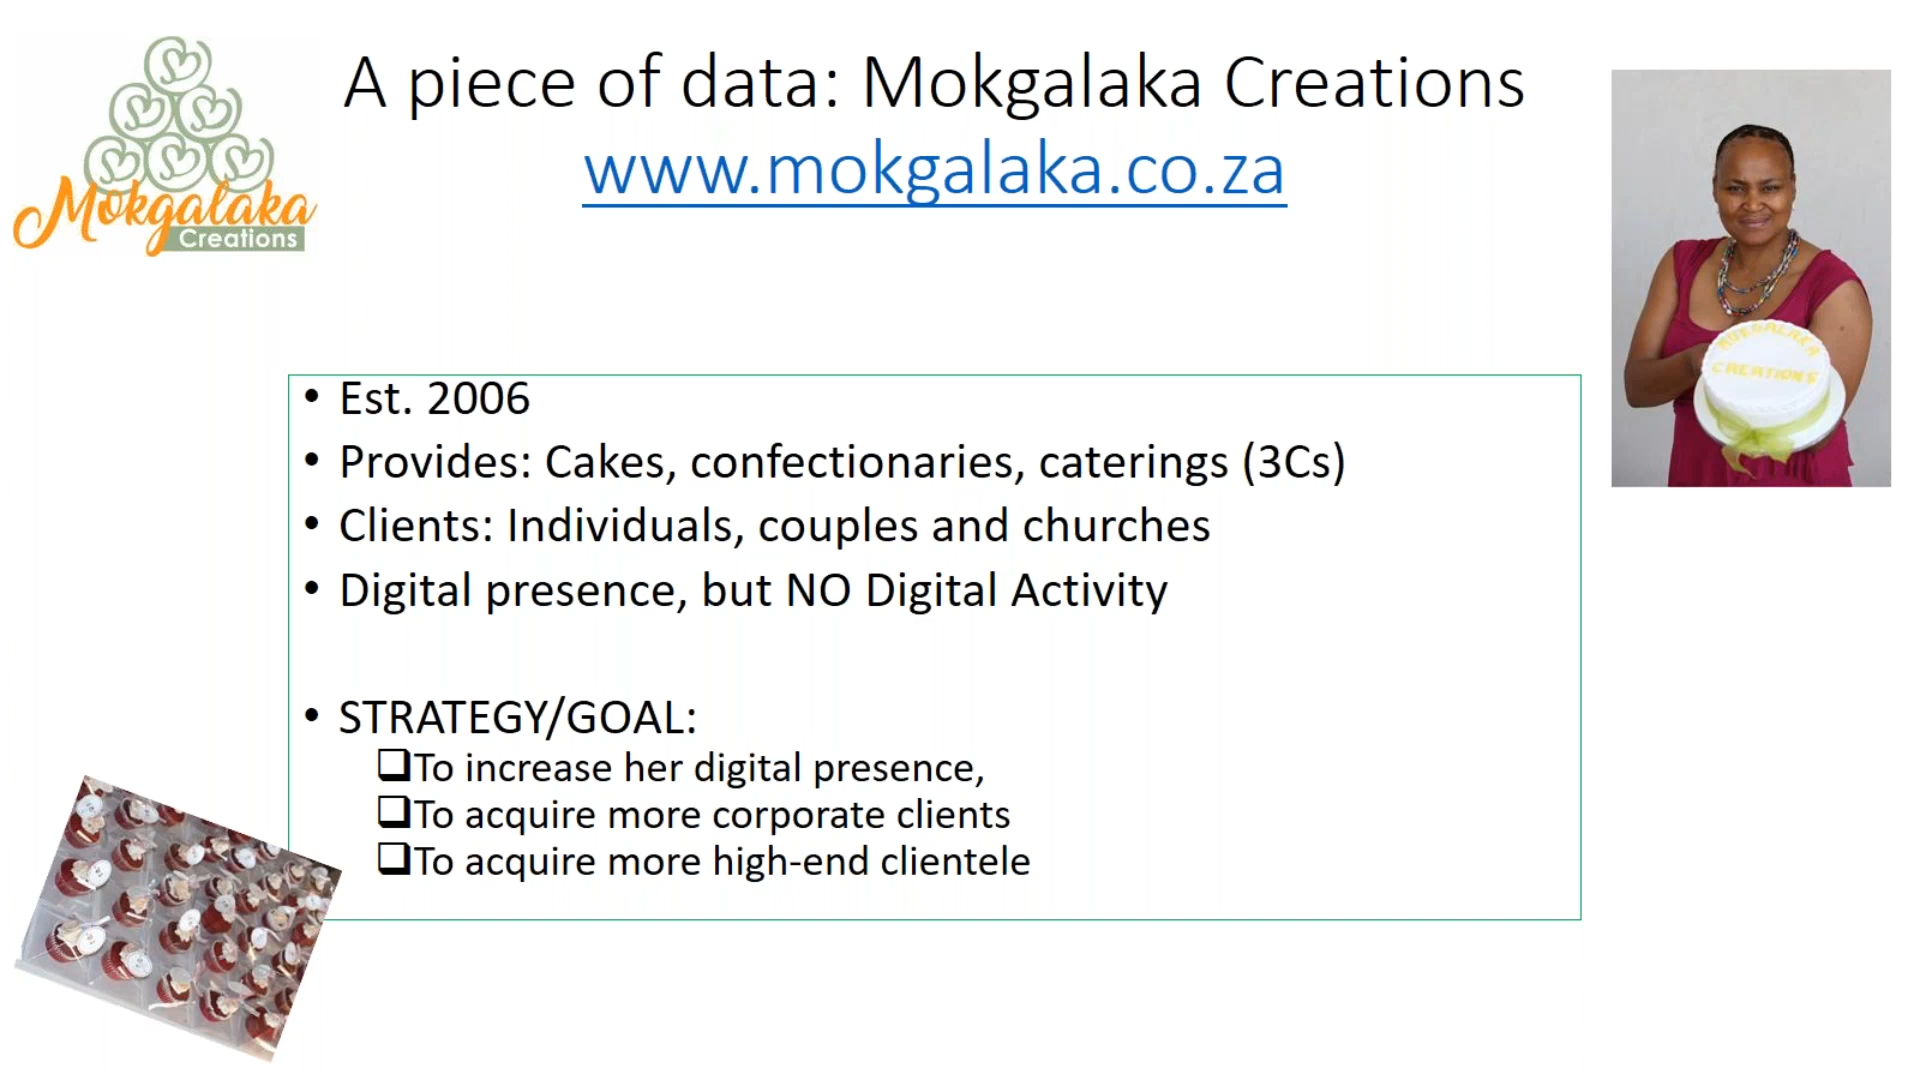 A piece of data: Mokgalaka Creations
www.mokgalaka.co.za
Mokgalaka
Creations
MOKGALAKA
CREATIONS
• Est. 2006
• Provides: Cakes, confectionaries, caterings (3Cs)
• Clients: Individuals, couples and churches
• Digital presence, but NO Digital Activity
• STRATEGY/GOAL:
❑To increase her digital presence,
❑To acquire more corporate clients
❑To acquire more high-end clientele